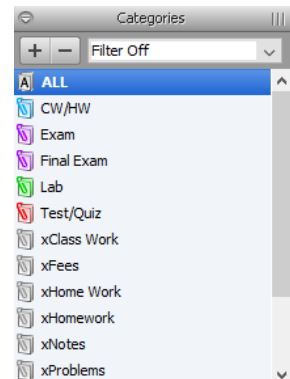 Categories
+ - Filter Off
A ALL
CW/HW
Exam
Final Exam
Lab
Test/Quiz
xClass Work
xFees
xHome Work
xHomework
xNotes
xProblems